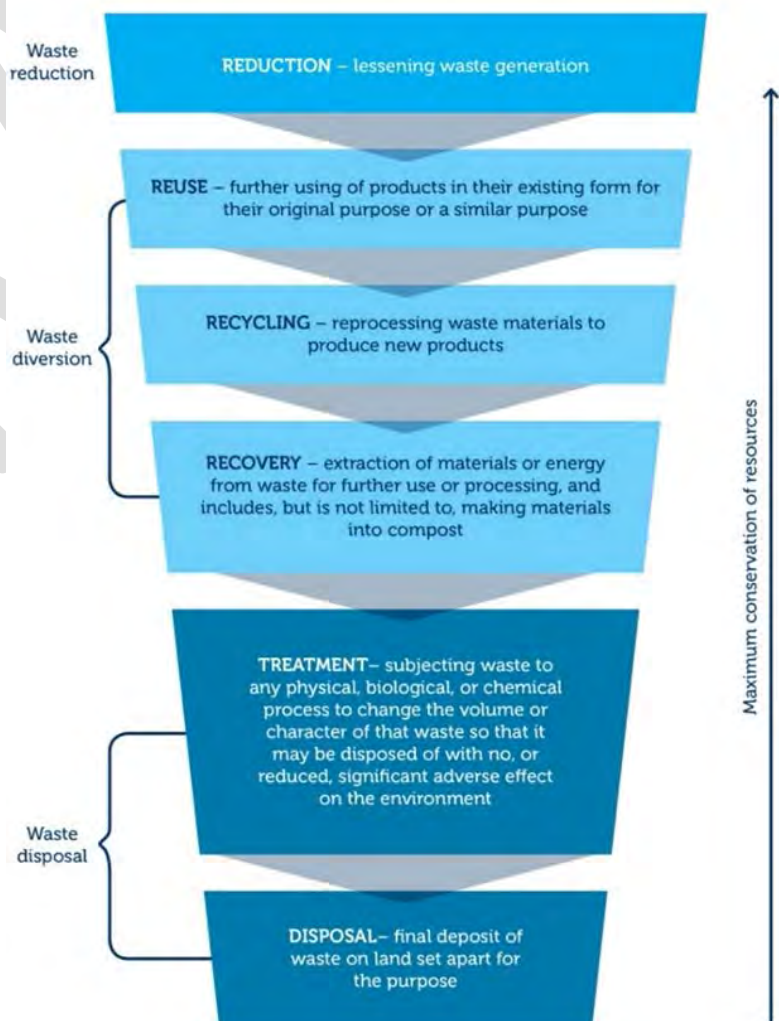 Waste
reduction
REDUCTION – lessening waste generation
REUSE – further using of products in their existing form for
their original purpose or a similar purpose
Waste
diversion
RECYCLING – reprocessing waste materials to
produce new products
RECOVERY – extraction of materials or energy
from waste for further use or processing, and
includes, but is not limited to, making materials
into compost
Waste
disposal
TREATMENT– subjecting waste to
any physical, biological, or chemical
process to change the volume or
character of that waste so that it
may be disposed of with no, or
reduced, significant adverse effect
on the environment
DISPOSAL– final deposit of
waste on land set apart for
the purpose
Maximum conservation of resources